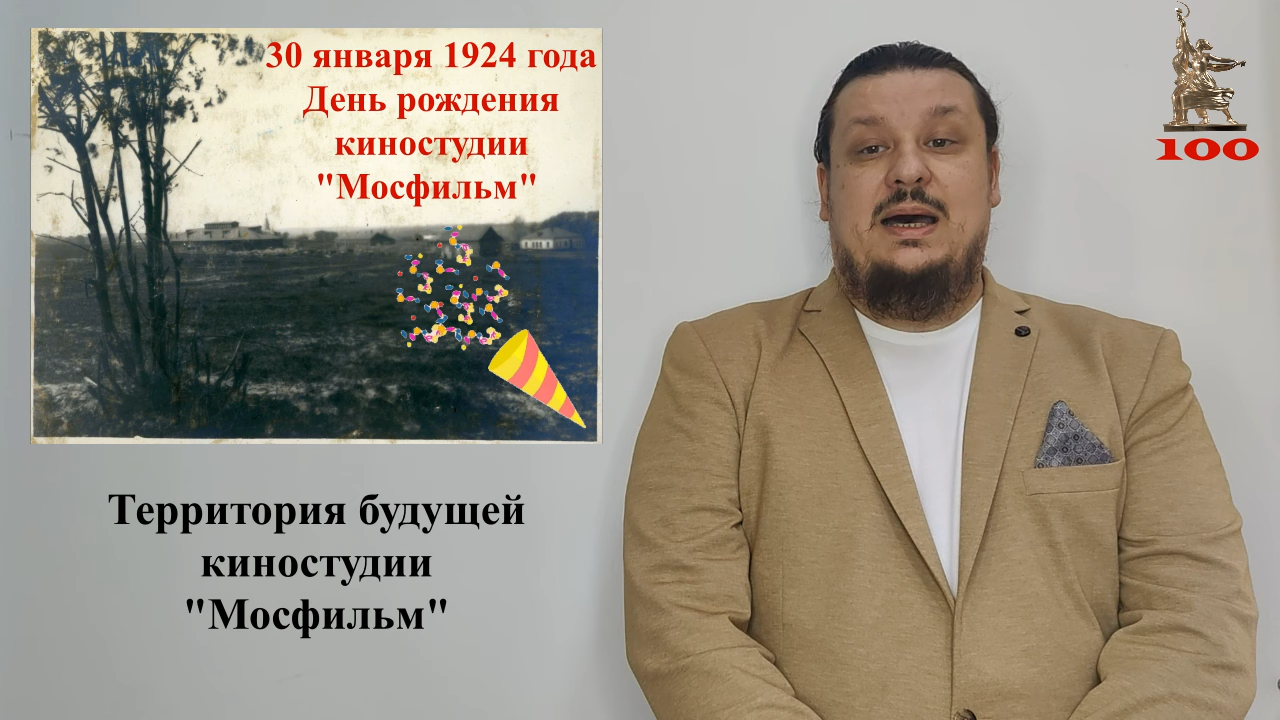 30 января 1924 года
День рождения
киностудии
"Мосфильм"
100
Территория будущей
киностудии
"Мосфильм"